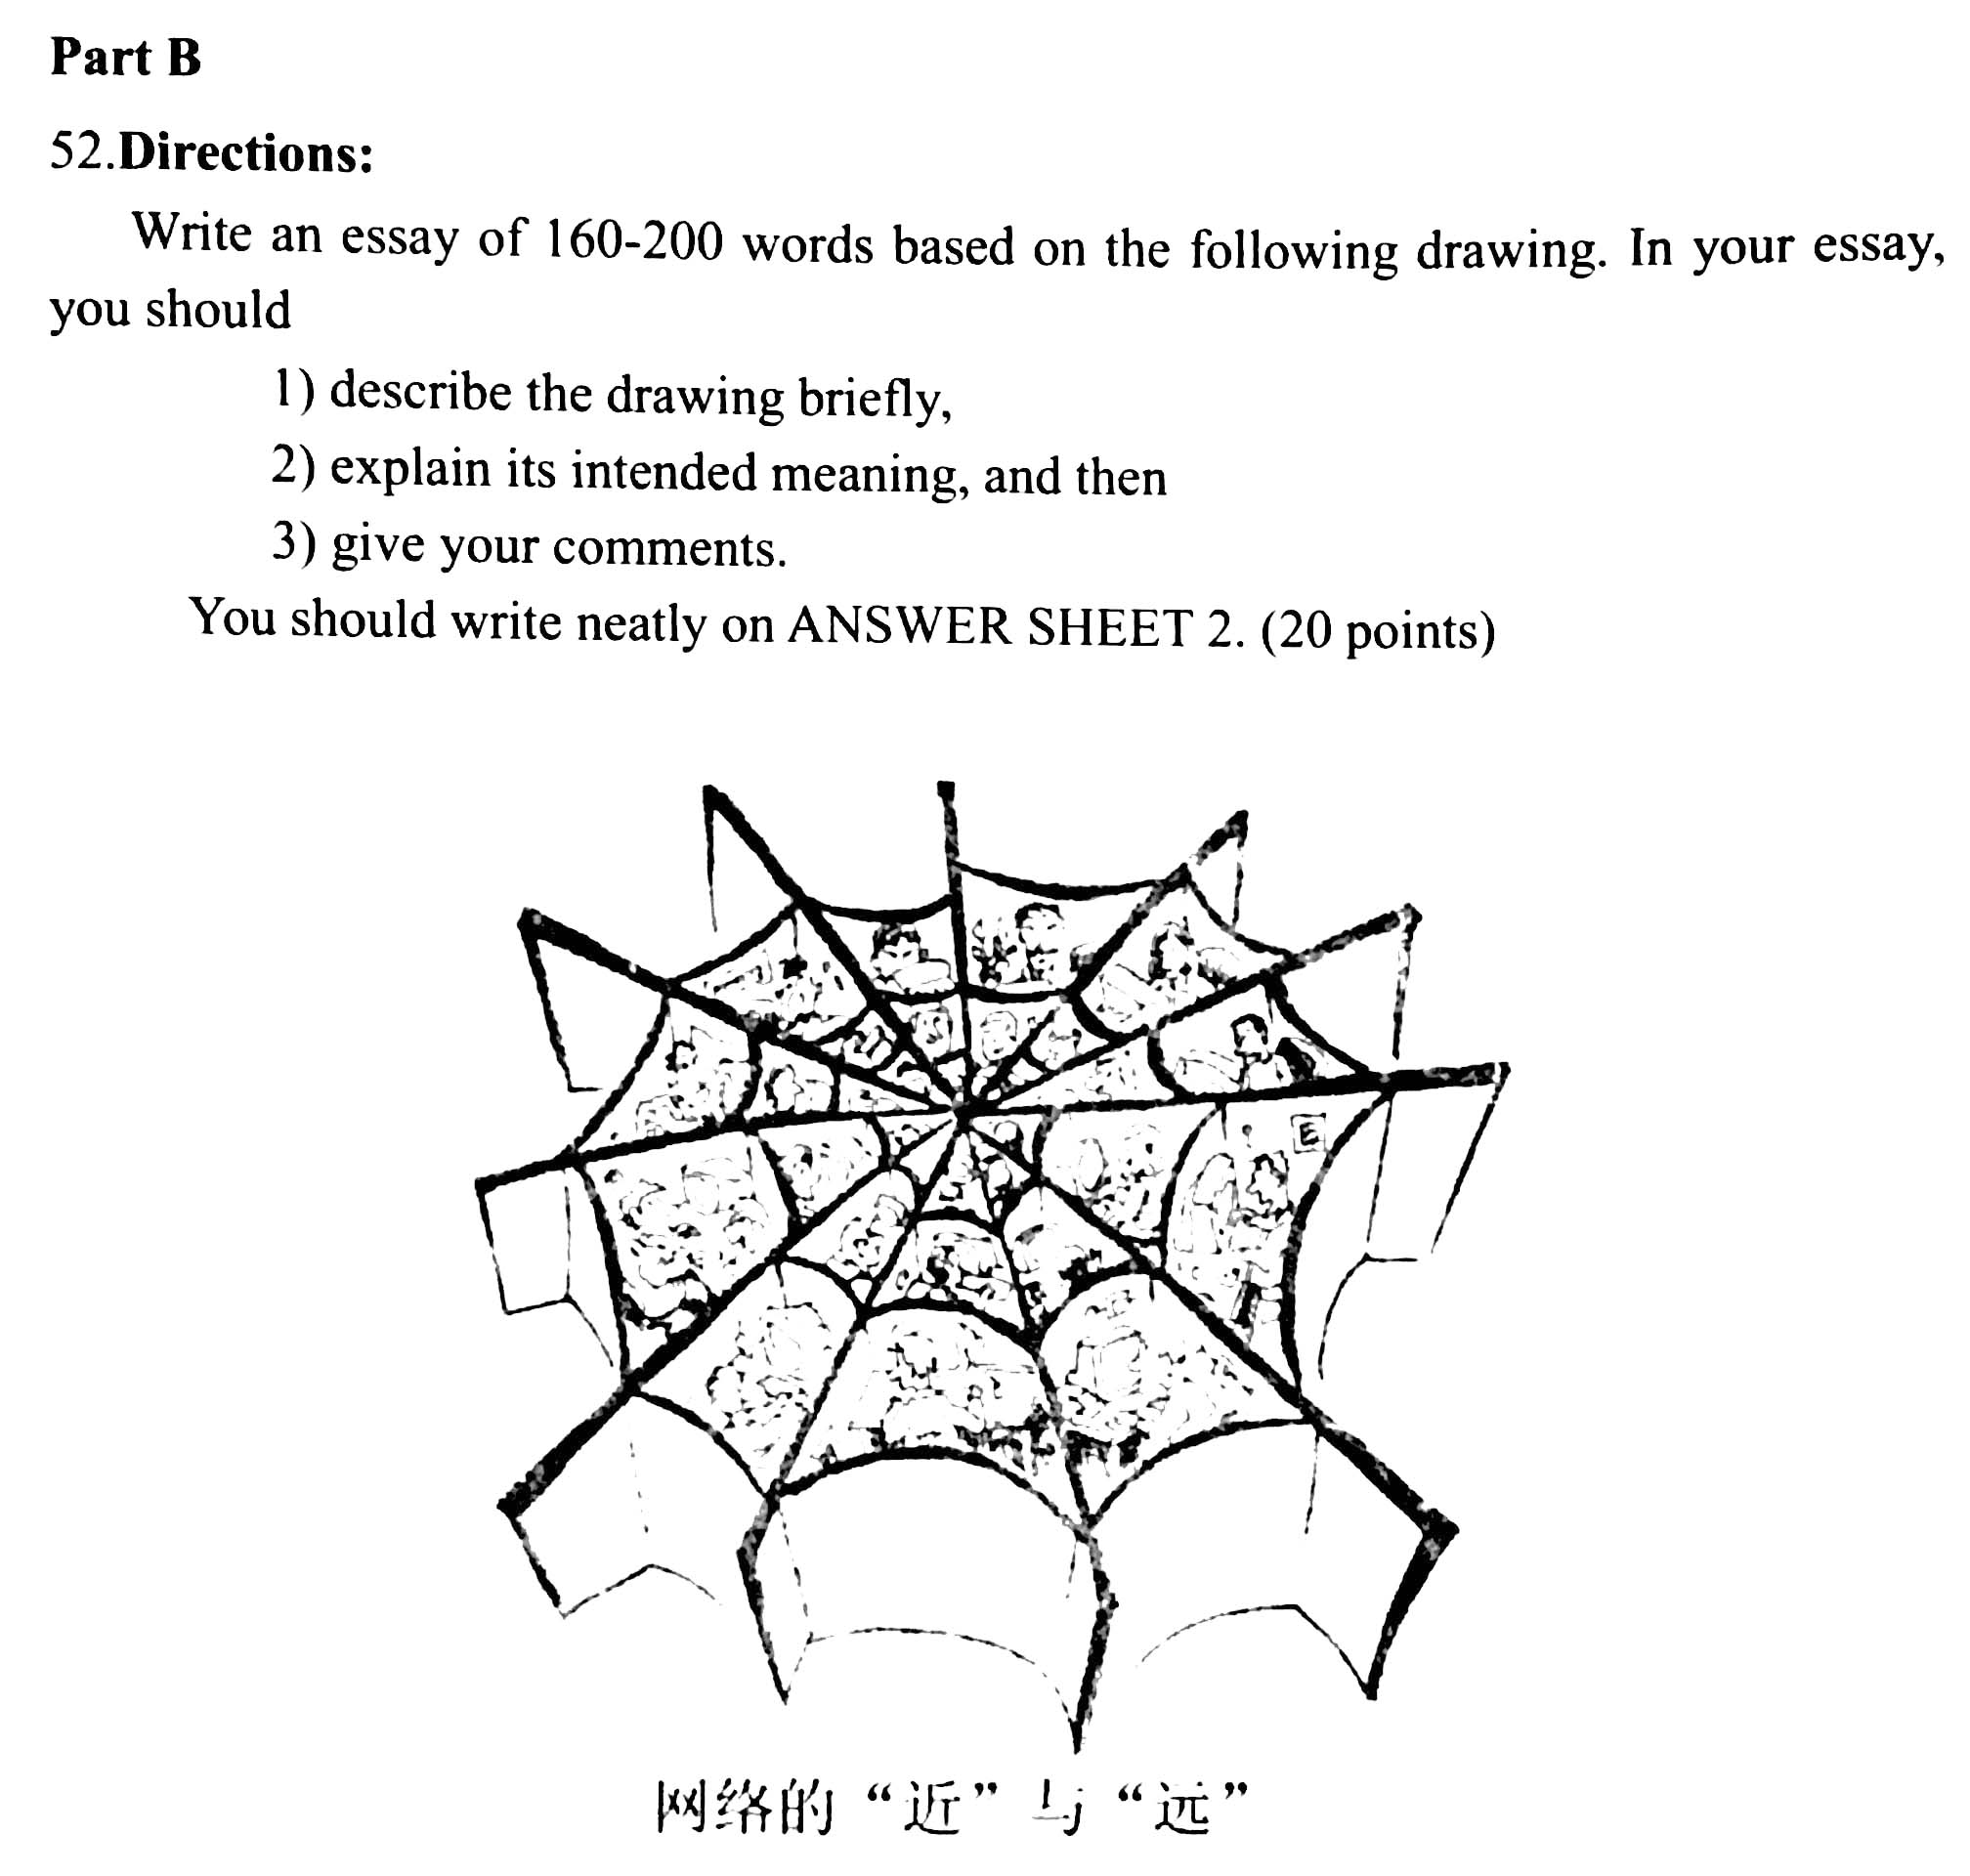 Part B
52.Directions:
Write an essay of 160-200 words based on the following drawing. In your essay,
you should
1) describe the drawing briefly,
2) explain its intended meaning, and then
3) give your comments.
You should write neatly on ANSWER SHEET 2. (20 points)
E
网络的“近”与“远”